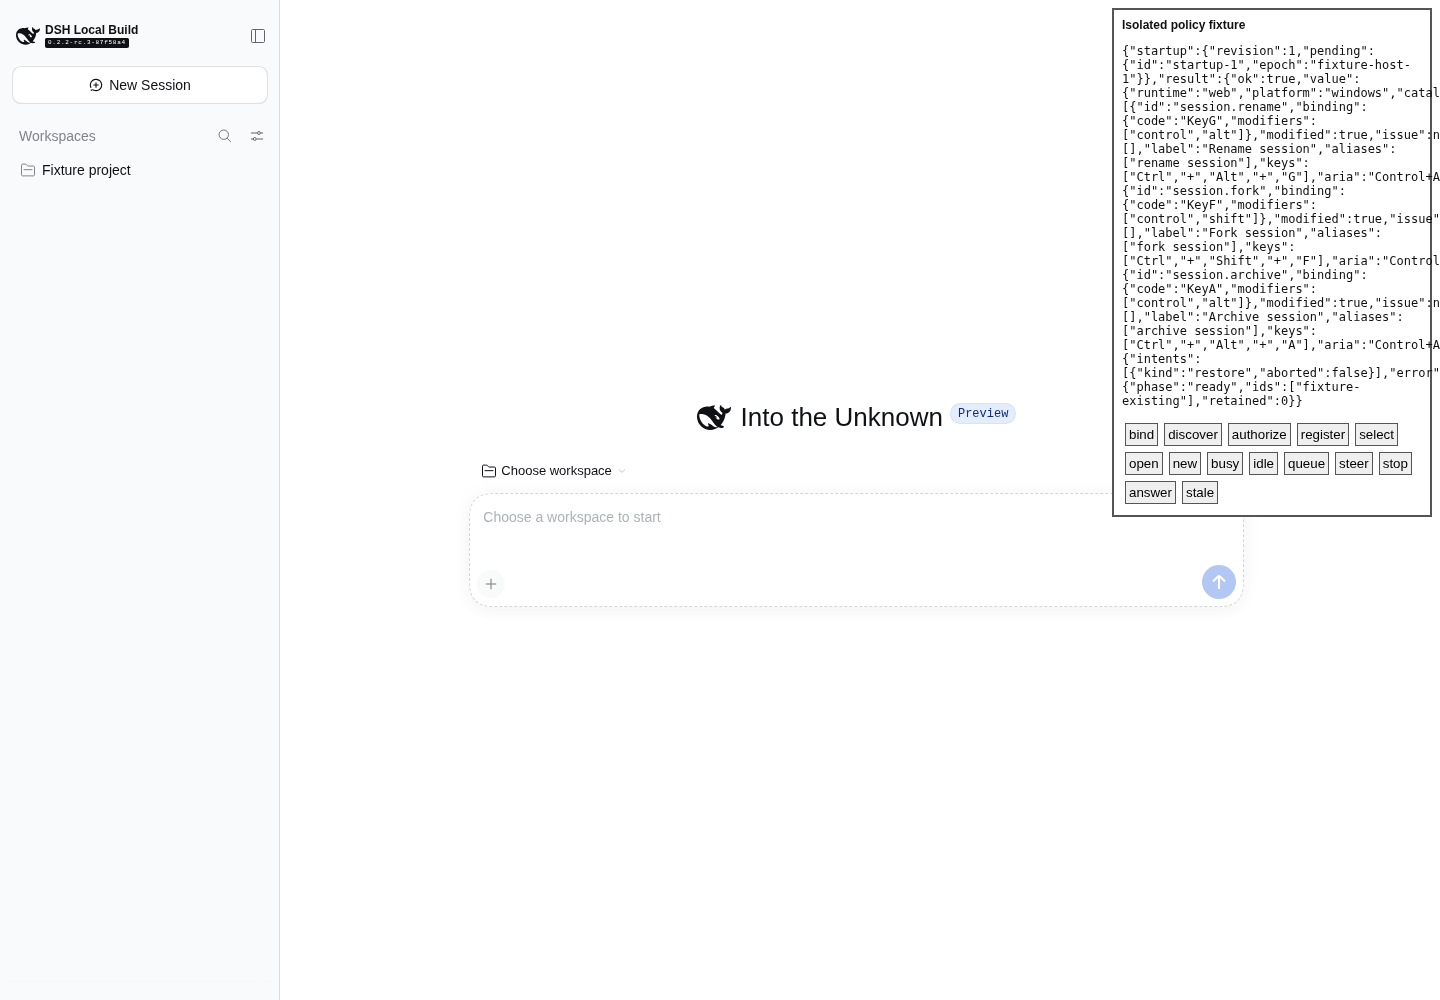 DSH Local Build
0.2.2-rc.3-87f58a4
New Session
Workspaces
Fixture project
Into the Unknown
Preview
Choose workspace
Choose a workspace to start
Isolated policy fixture
{"startup":{"revision":1,"pending":
{"id":"startup-1","epoch":"fixture-host-
1"}},"result":{"ok":true,"value":
{"runtime":"web","platform":"windows","catal
[{"id":"session.rename","binding":
{"code":"KeyG","modifiers":
["control","alt"]},"modified":true,"issue":n
[],"label":"Rename session","aliases":
["rename session"],"keys":
["Ctrl","+","Alt","+","G"],"aria":"Control+A
{"id":"session.fork","binding":
{"code":"KeyF","modifiers":
["control","shift"]},"modified":true,"issue"
[],"label":"Fork session","aliases":
["fork session"],"keys":
["Ctrl","+","Shift","+","F"],"aria":"Control
{"id":"session.archive","binding":
{"code":"KeyA","modifiers":
["control","alt"]},"modified":true,"issue":n
[],"label":"Archive session","aliases":
["archive session"],"keys":
["Ctrl","+","Alt","+","A"],"aria":"Control+A
{"intents":
[{"kind":"restore","aborted":false}],"error"
{"phase":"ready","ids":["fixture-
existing"],"retained":0}}
bind discover authorize register select
open new busy idle queue steer stop
answer stale